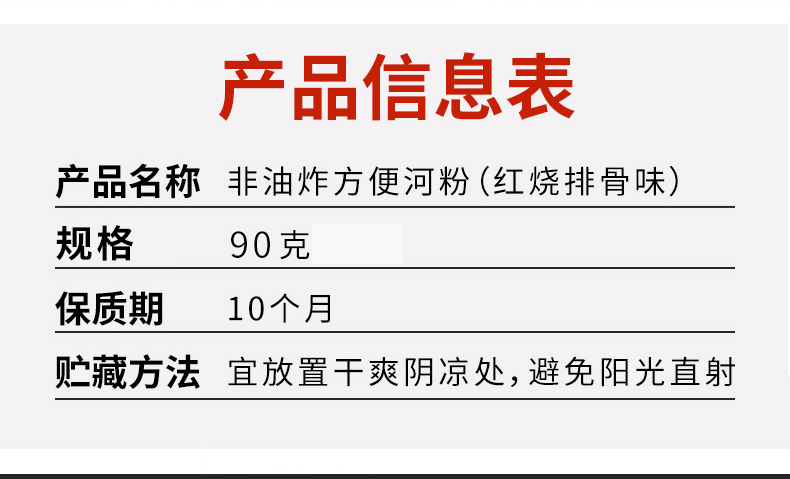 产品信息表
产品名称 非油炸方便河粉（红烧排骨味）
规格 90克
保质期 10个月
贮藏方法 宜放置干爽阴凉处，避免阳光直射